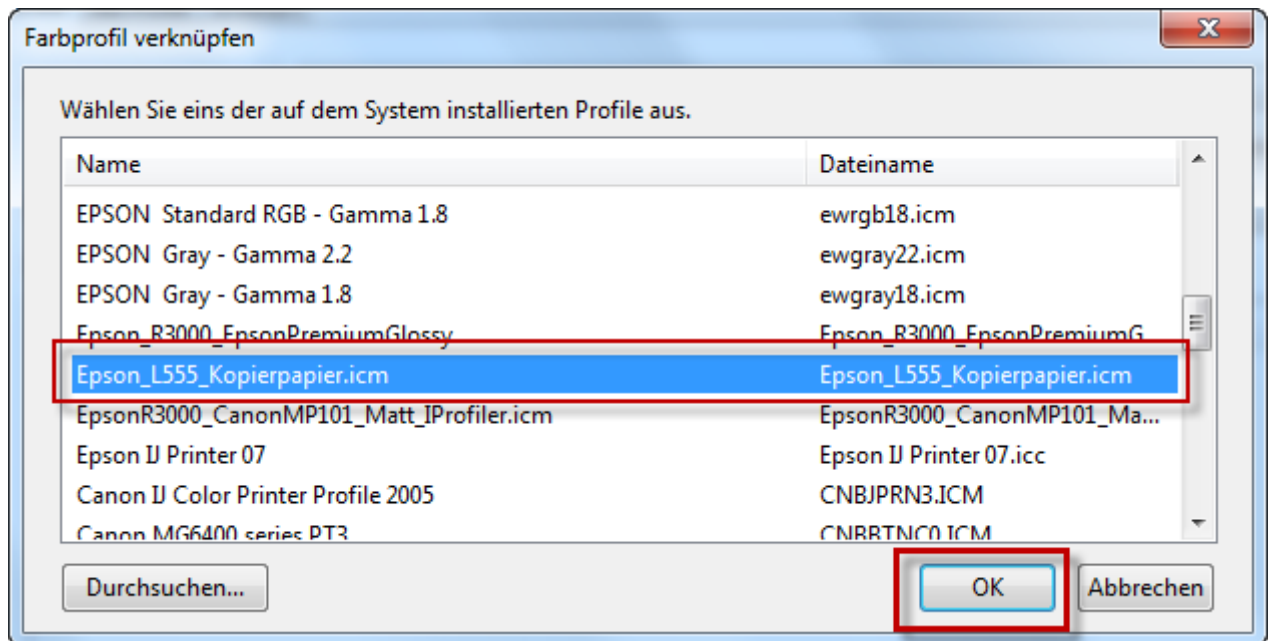 Farbprofil verknüpfen
Wählen Sie eins der auf dem System installierten Profile aus.
Name Dateiname
EPSON  Standard RGB - Gamma 1.8 ewrgb18.icm
EPSON  Gray - Gamma 2.2 ewgray22.icm
EPSON  Gray - Gamma 1.8 ewgray18.icm
Epson_R3000_EpsonPremiumGlossy Epson_R3000_EpsonPremiumG...
Epson_L555_Kopierpapier.icm Epson_L555_Kopierpapier.icm
EpsonR3000_CanonMP101_Matt_IProfiler.icm EpsonR3000_CanonMP101_Ma...
Epson IJ Printer 07 Epson IJ Printer 07.icc
Canon IJ Color Printer Profile 2005 CNBJPRN3.ICM
Canon MG6400 series PT3 CNBBTNC0.ICM
Durchsuchen... OK Abbrechen